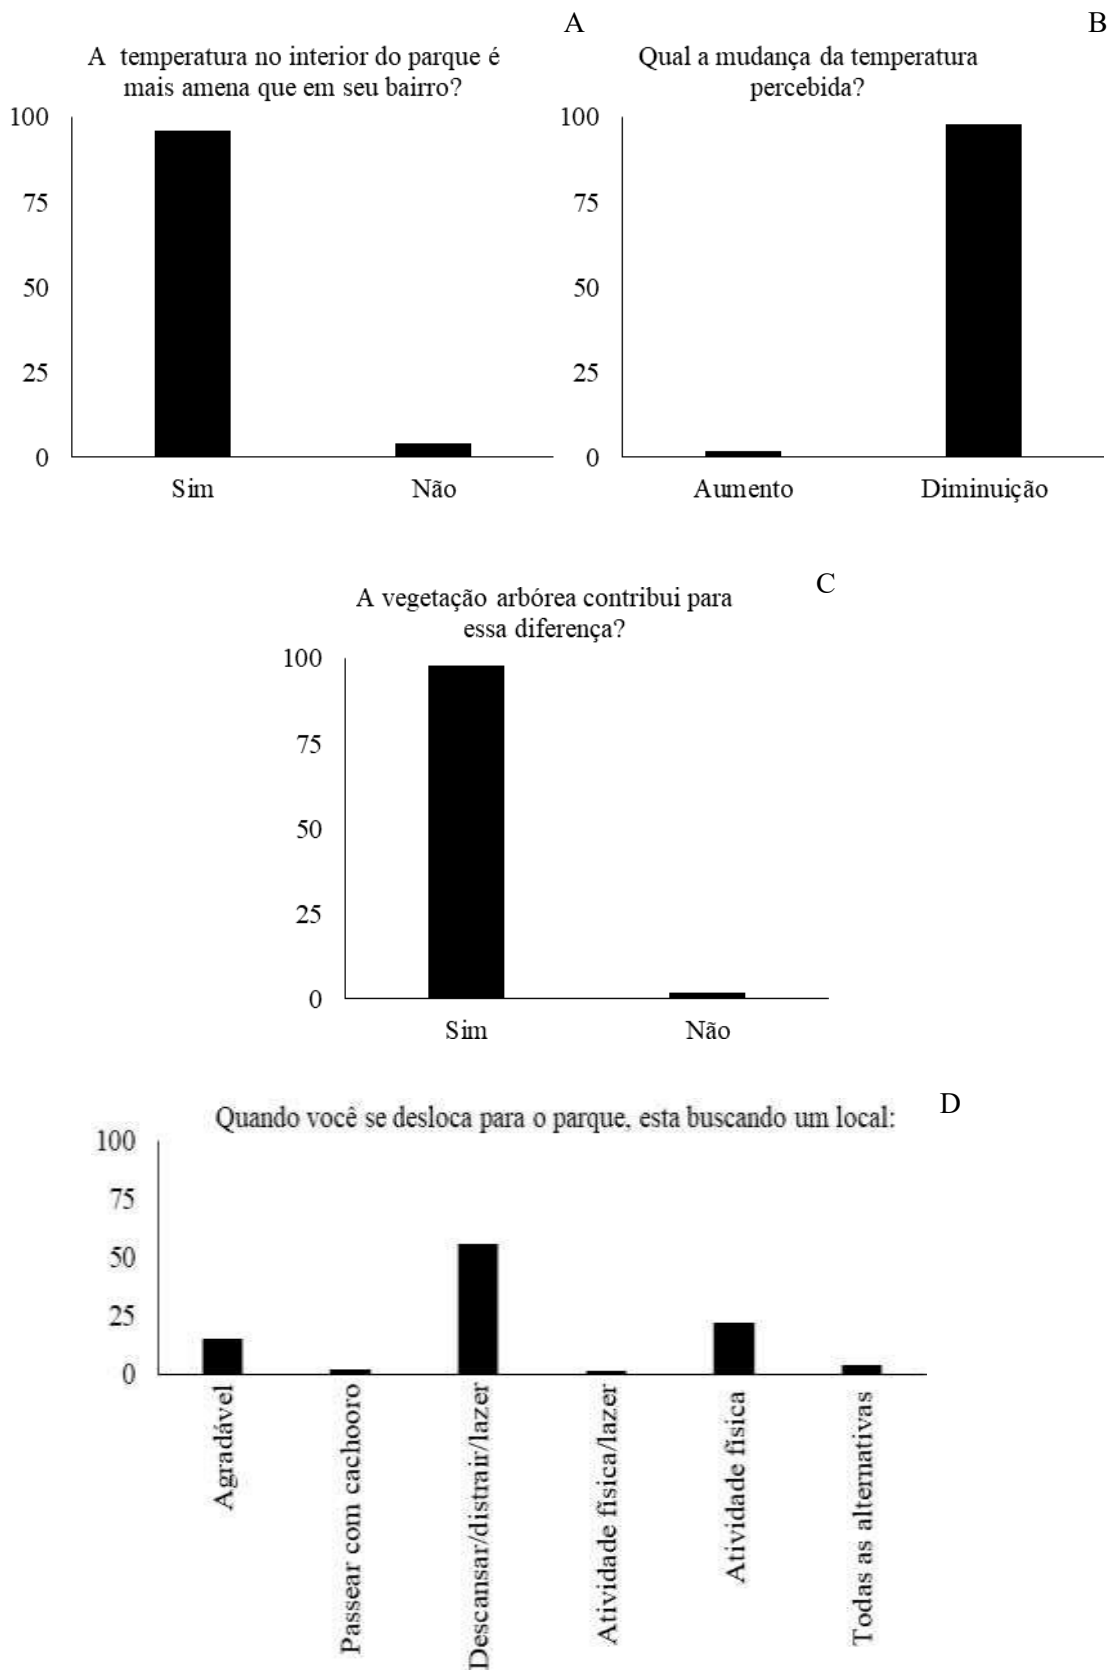 A
A temperatura no interior do parque é
mais amena que em seu bairro?
100
75
50
25
0
Sim Não
B
Qual a mudança da temperatura
percebida?
100
75
50
25
0
Aumento Diminuição
C
A vegetação arbórea contribui para
essa diferença?
100
75
50
25
0
Sim Não
D
Quando você se desloca para o parque, esta buscando um local:
100
75
50
25
0
Agradável
Passear com cachooro
Descansar/distrair/lazer
Atividade física/lazer
Atividade física
Todas as alternativas